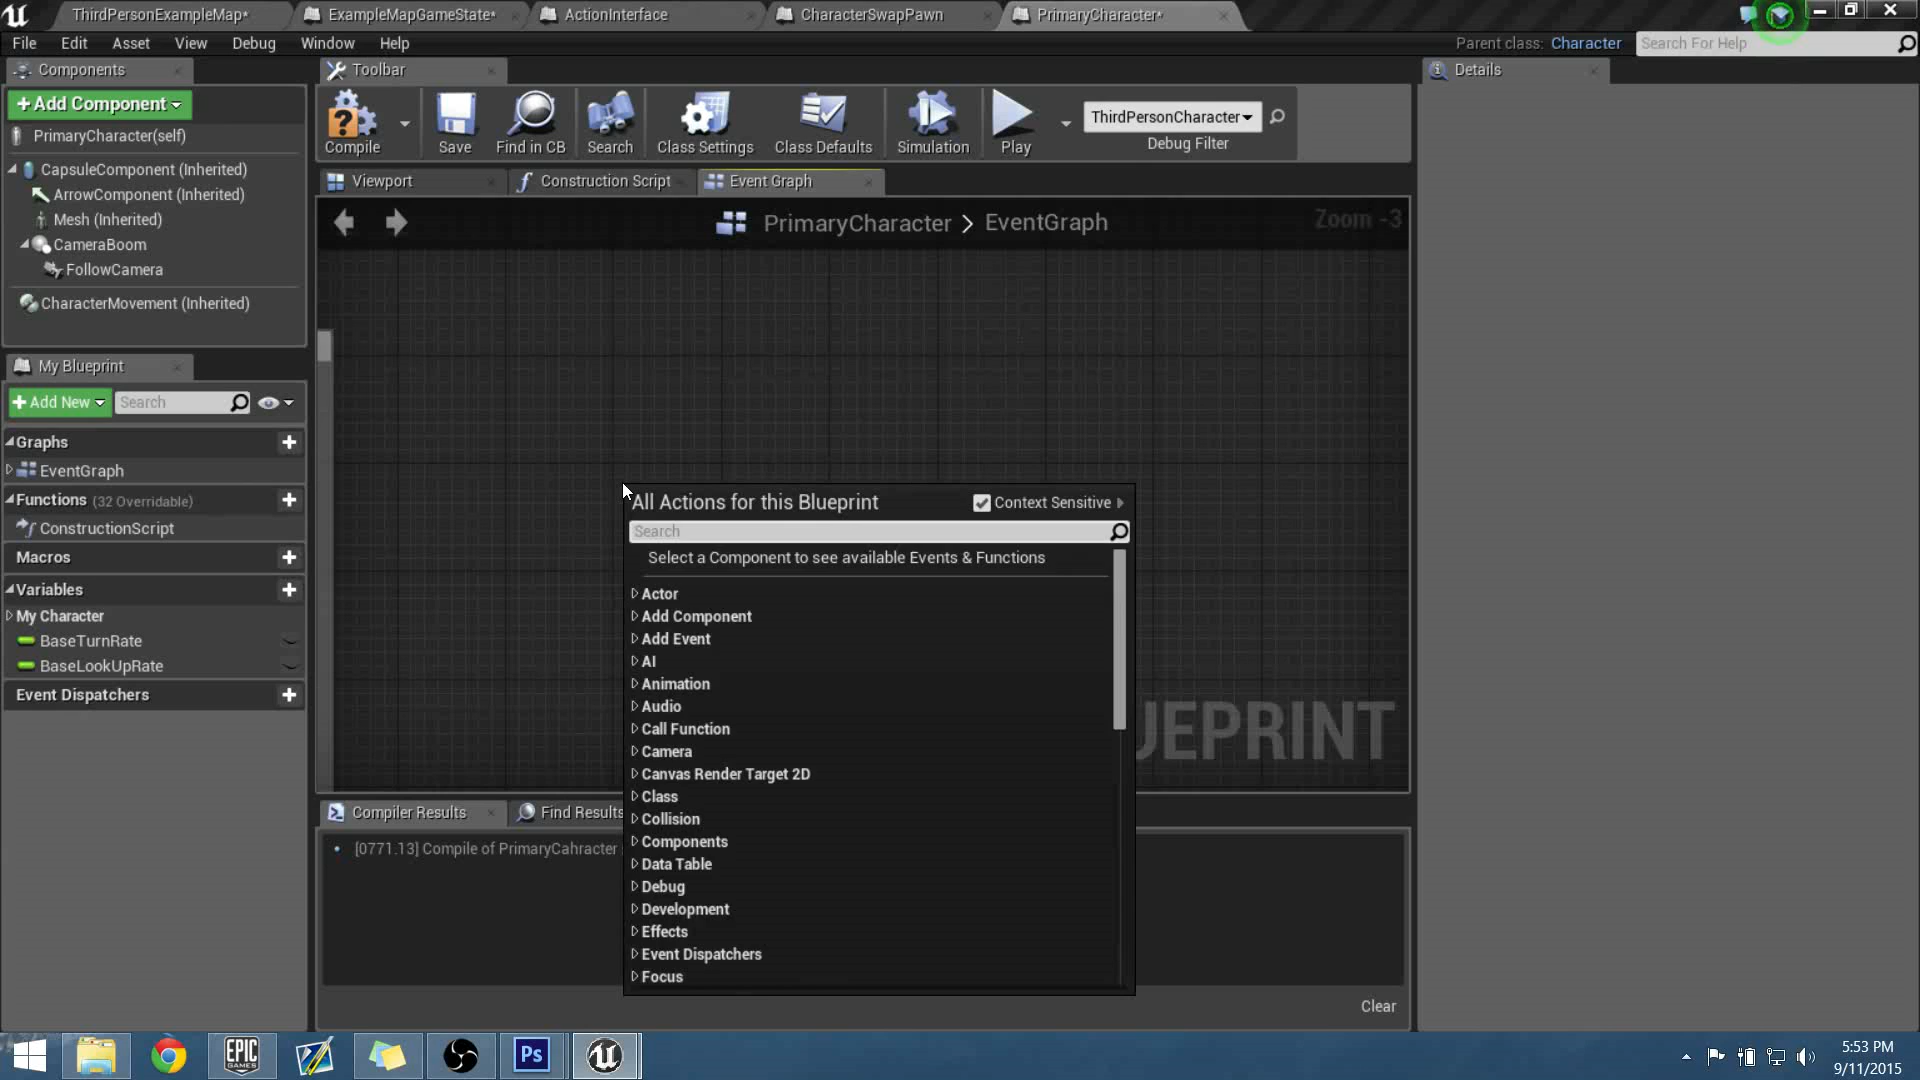 ThirdPersonExampleMap*
ExampleMapGameState*
ActionInterface
CharacterSwapPawn
PrimaryCharacter*
File Edit Asset View Debug Window Help
Parent class: Character
Search For Help
Components
Add Component
PrimaryCharacter(self)
CapsuleComponent (Inherited)
ArrowComponent (Inherited)
Mesh (Inherited)
CameraBoom
FollowCamera
CharacterMovement (Inherited)
My Blueprint
Add New
Search
Graphs
EventGraph
Functions (32 Overridable)
ConstructionScript
Macros
Variables
My Character
BaseTurnRate
BaseLookUpRate
Event Dispatchers
Toolbar
Compile
Save
Find in CB
Search
Class Settings
Class Defaults
Simulation
Play
ThirdPersonCharacter
Debug Filter
Viewport
Construction Script
Event Graph
PrimaryCharacter > EventGraph
Zoom -3
All Actions for this Blueprint
Context Sensitive
Search
Select a Component to see available Events & Functions
Actor
Add Component
Add Event
AI
Animation
Audio
Call Function
Camera
Canvas Render Target 2D
Class
Collision
Components
Data Table
Debug
Development
Effects
Event Dispatchers
Focus
UEPRINT
Compiler Results
Find Results
[0771.13] Compile of PrimaryCahracter
Clear
Details
EPIC
GAMES
Ps
5:53 PM
9/11/2015